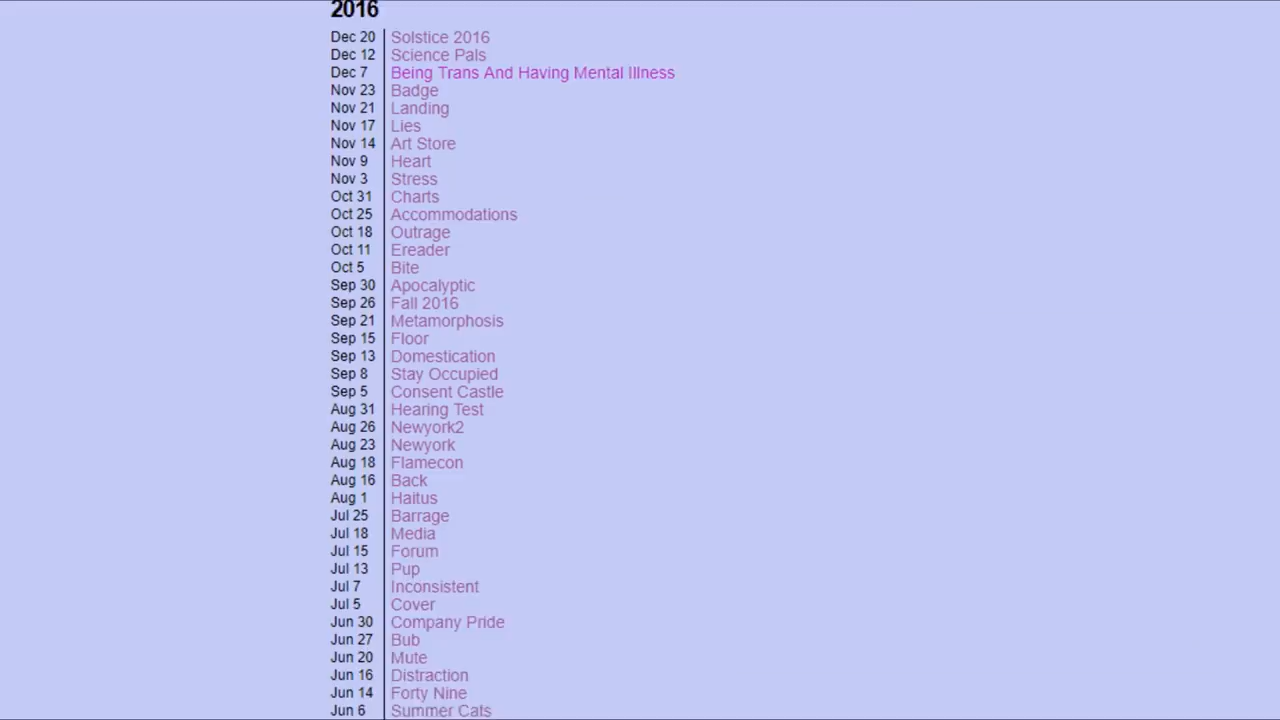 2016
Dec 20 Solstice 2016
Dec 12 Science Pals
Dec 7 Being Trans And Having Mental Illness
Nov 23 Badge
Nov 21 Landing
Nov 17 Lies
Nov 14 Art Store
Nov 9 Heart
Nov 3 Stress
Oct 31 Charts
Oct 25 Accommodations
Oct 18 Outrage
Oct 11 Ereader
Oct 5 Bite
Sep 30 Apocalyptic
Sep 26 Fall 2016
Sep 21 Metamorphosis
Sep 15 Floor
Sep 13 Domestication
Sep 8 Stay Occupied
Sep 5 Consent Castle
Aug 31 Hearing Test
Aug 26 Newyork2
Aug 23 Newyork
Aug 18 Flamecon
Aug 16 Back
Aug 1 Haitus
Jul 25 Barrage
Jul 18 Media
Jul 15 Forum
Jul 13 Pup
Jul 7 Inconsistent
Jul 5 Cover
Jun 30 Company Pride
Jun 27 Bub
Jun 20 Mute
Jun 16 Distraction
Jun 14 Forty Nine
Jun 6 Summer Cats